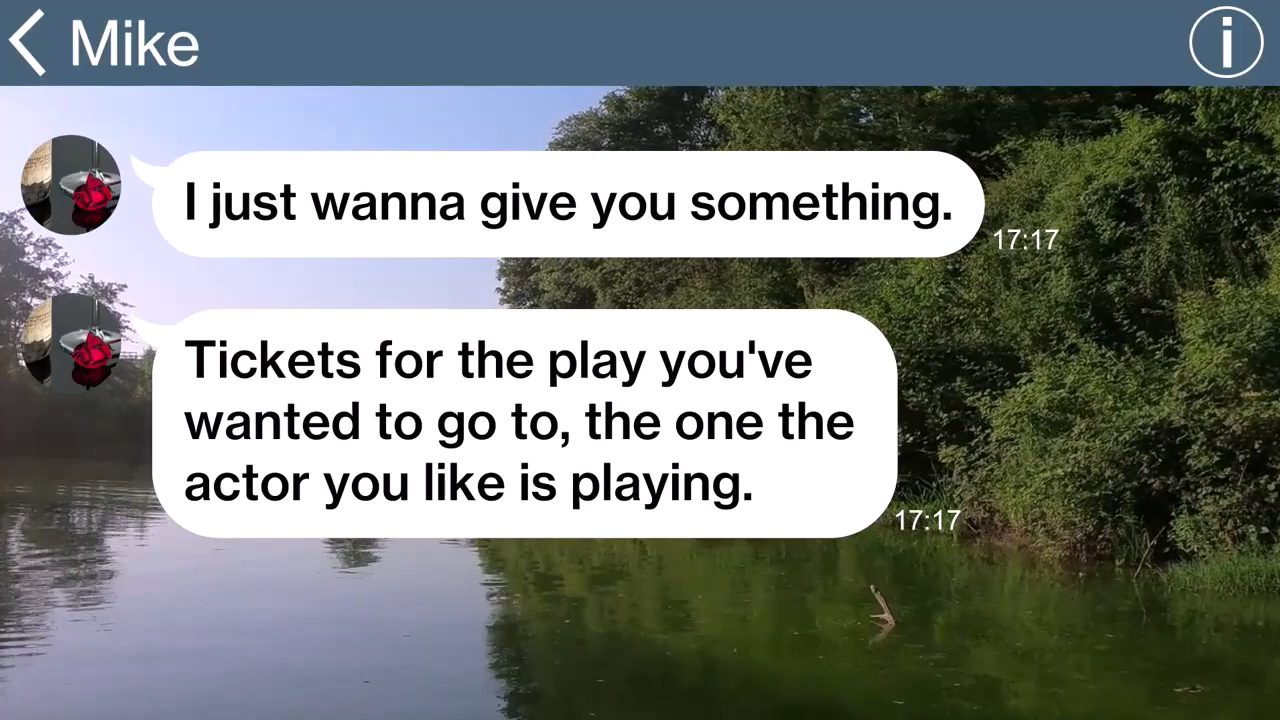 Mike
i
I just wanna give you something.
17:17
Tickets for the play you've
wanted to go to, the one the
actor you like is playing.
17:17